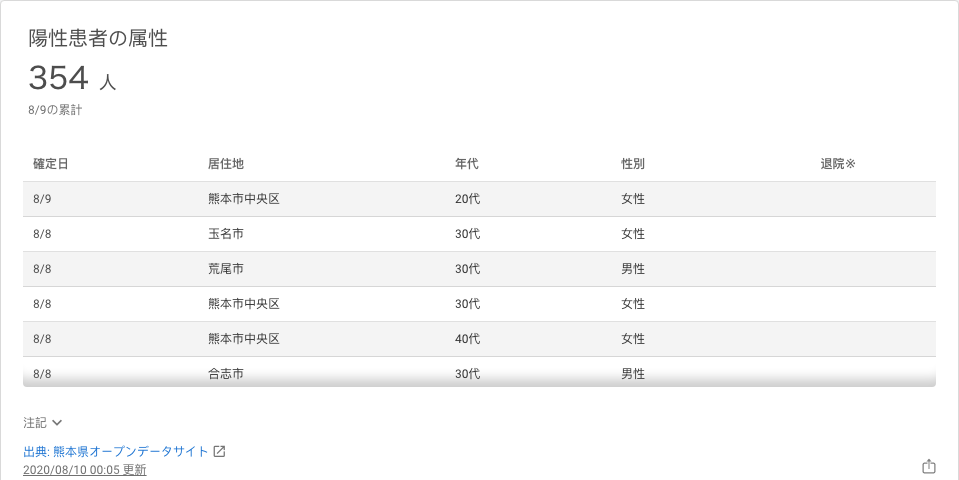 陽性患者の属性
354 人
8/9の累計
確定日 居住地 年代 性別 退院※
8/9 熊本市中央区 20代 女性
8/8 玉名市 30代 女性
8/8 荒尾市 30代 男性
8/8 熊本市中央区 30代 女性
8/8 熊本市中央区 40代 女性
8/8 合志市 30代 男性
注記
出典: 熊本県オープンデータサイト
2020/08/10 00:05 更新